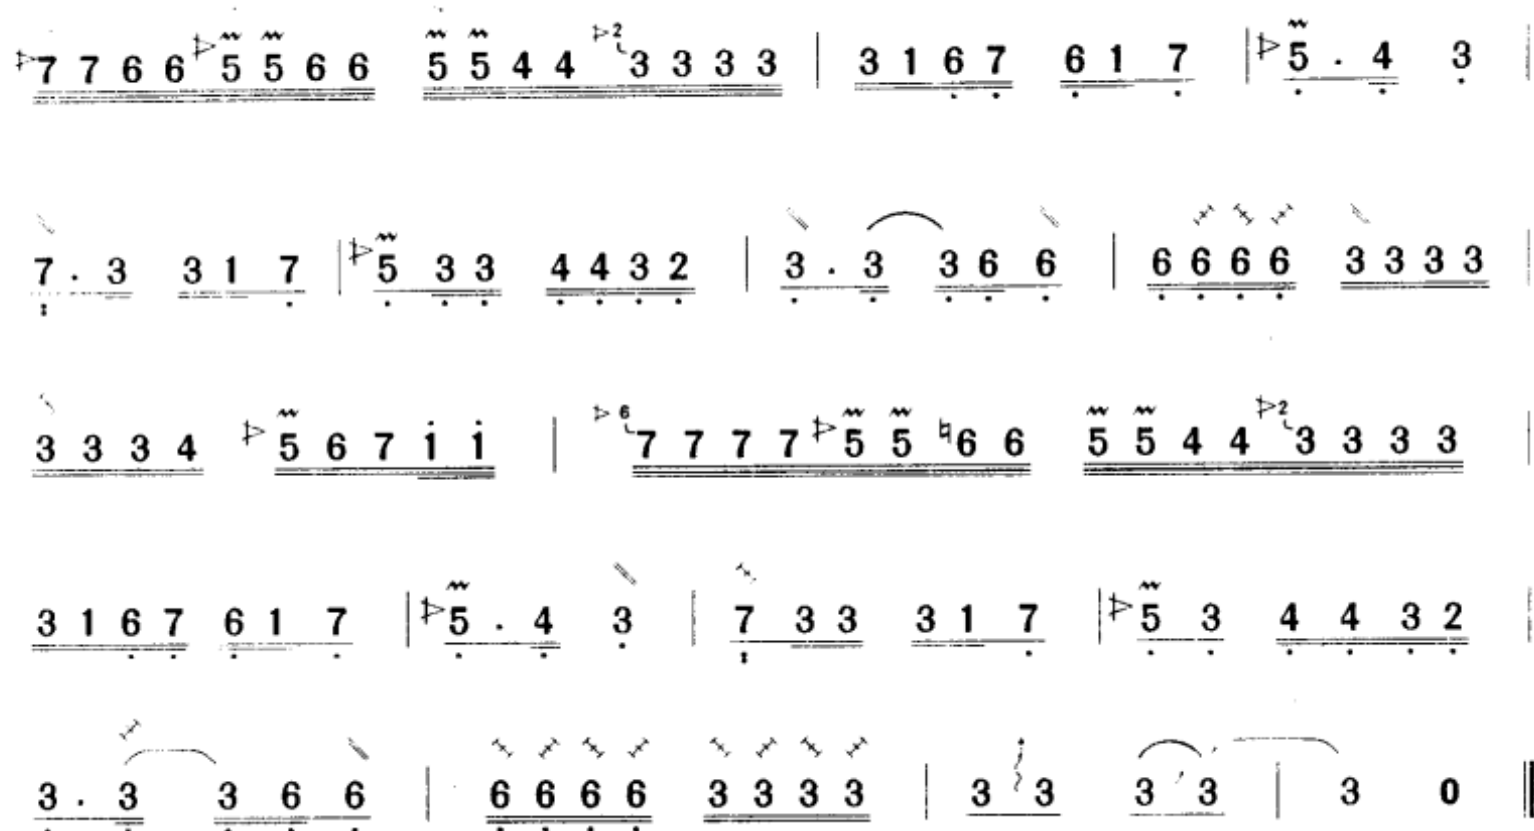 7 7 6 6 5 5 6 6 5 5 4 4 2 3 3 3 3 | 3 1 6 7 6 1 7 | 5 . 4 3 |
7 . 3 3 1 7 | 5 3 3 4 4 3 2 | 3 . 3 3 6 6 | 6 6 6 6 3 3 3 3 |
3 3 3 4 5 6 7 1 1 | 6 7 7 7 7 5 5 ♮6 6 5 5 4 4 2 3 3 3 3 |
3 1 6 7 6 1 7 | 5 . 4 3 | 7 3 3 3 1 7 | 5 3 4 4 3 2 |
3 . 3 3 6 6 | 6 6 6 6 3 3 3 3 | 3 3 3 3 | 3 0 ‖